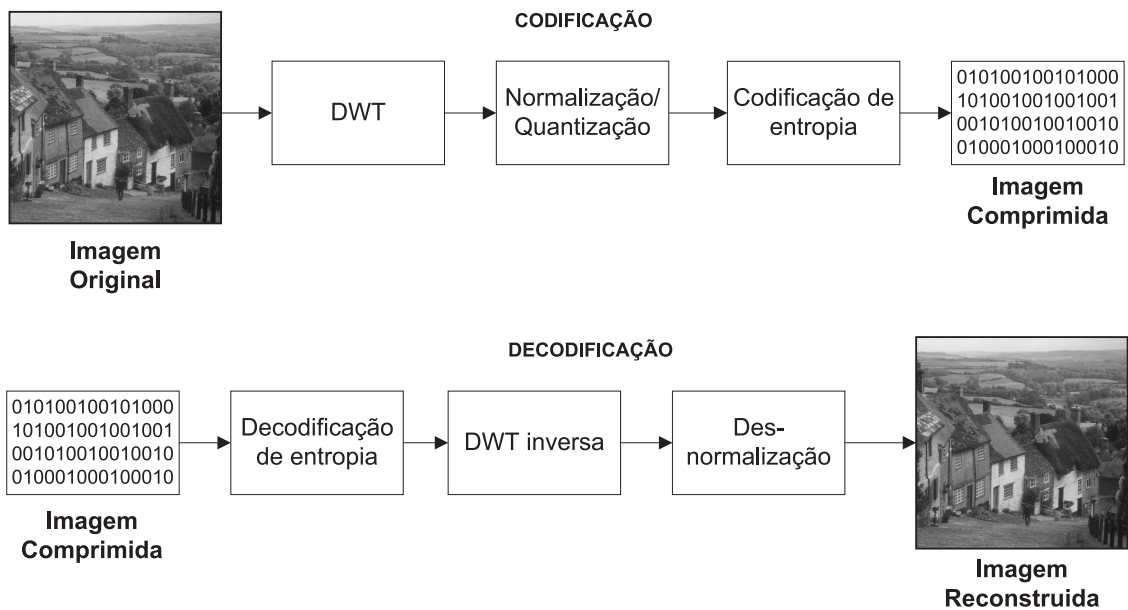 CODIFICAÇÃO
DWT
Normalização/
Quantização
Codificação de
entropia
010100100101000
101001001001001
001010010010010
010001000100010
Imagem
Original
Imagem
Comprimida
DECODIFICAÇÃO
010100100101000
101001001001001
001010010010010
010001000100010
Imagem
Comprimida
Decodificação
de entropia
DWT inversa
Des-
normalização
Imagem
Reconstruida